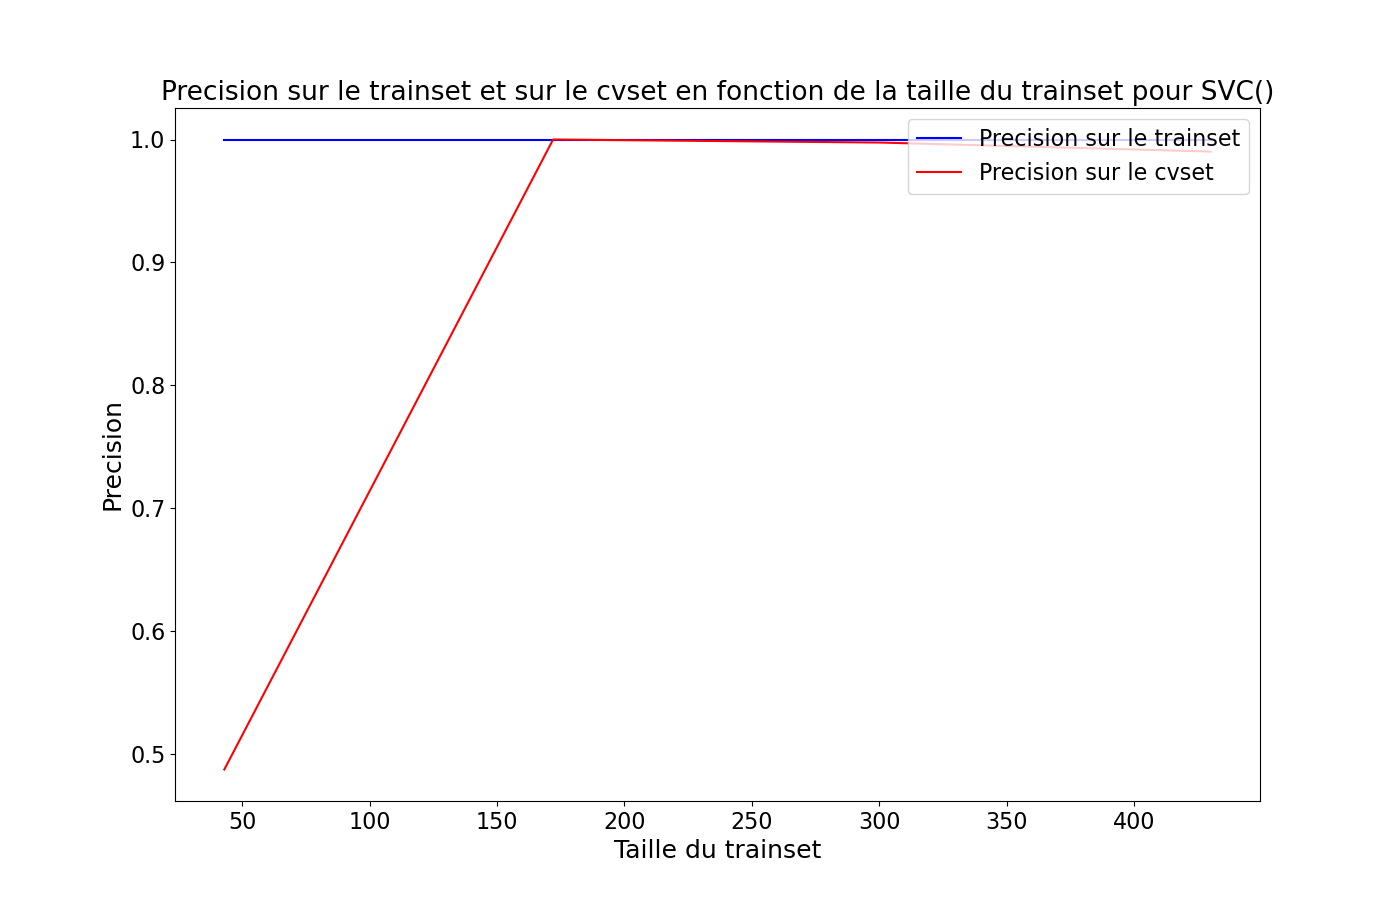 Precision sur le trainset et sur le cvset en fonction de la taille du trainset pour SVC()
Precision sur le trainset
Precision sur le cvset
1.0
0.9
0.8
0.7
0.6
0.5
Precision
50 100 150 200 250 300 350 400
Taille du trainset